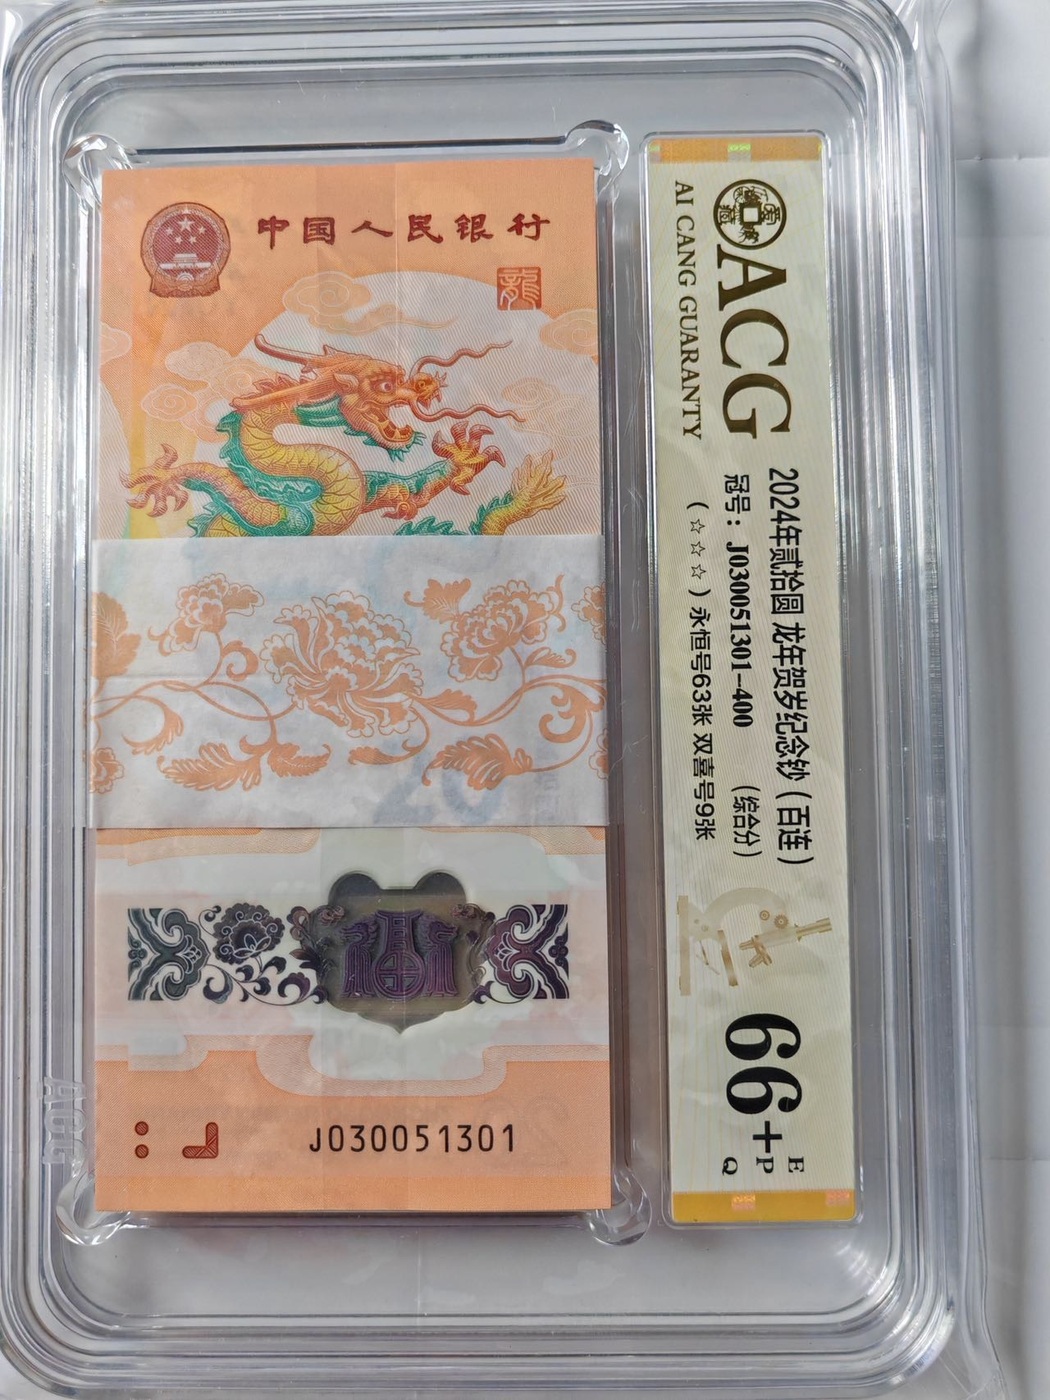 中国人民银行
龍
J030051301
ACG
AI CANG GUARANTY
2024年贰拾圆 龙年贺岁纪念钞（百连）
冠号：J030051301-400 （综合分）
（☆☆☆）永恒号63张 双喜号9张
66+
E
P
Q
ACG